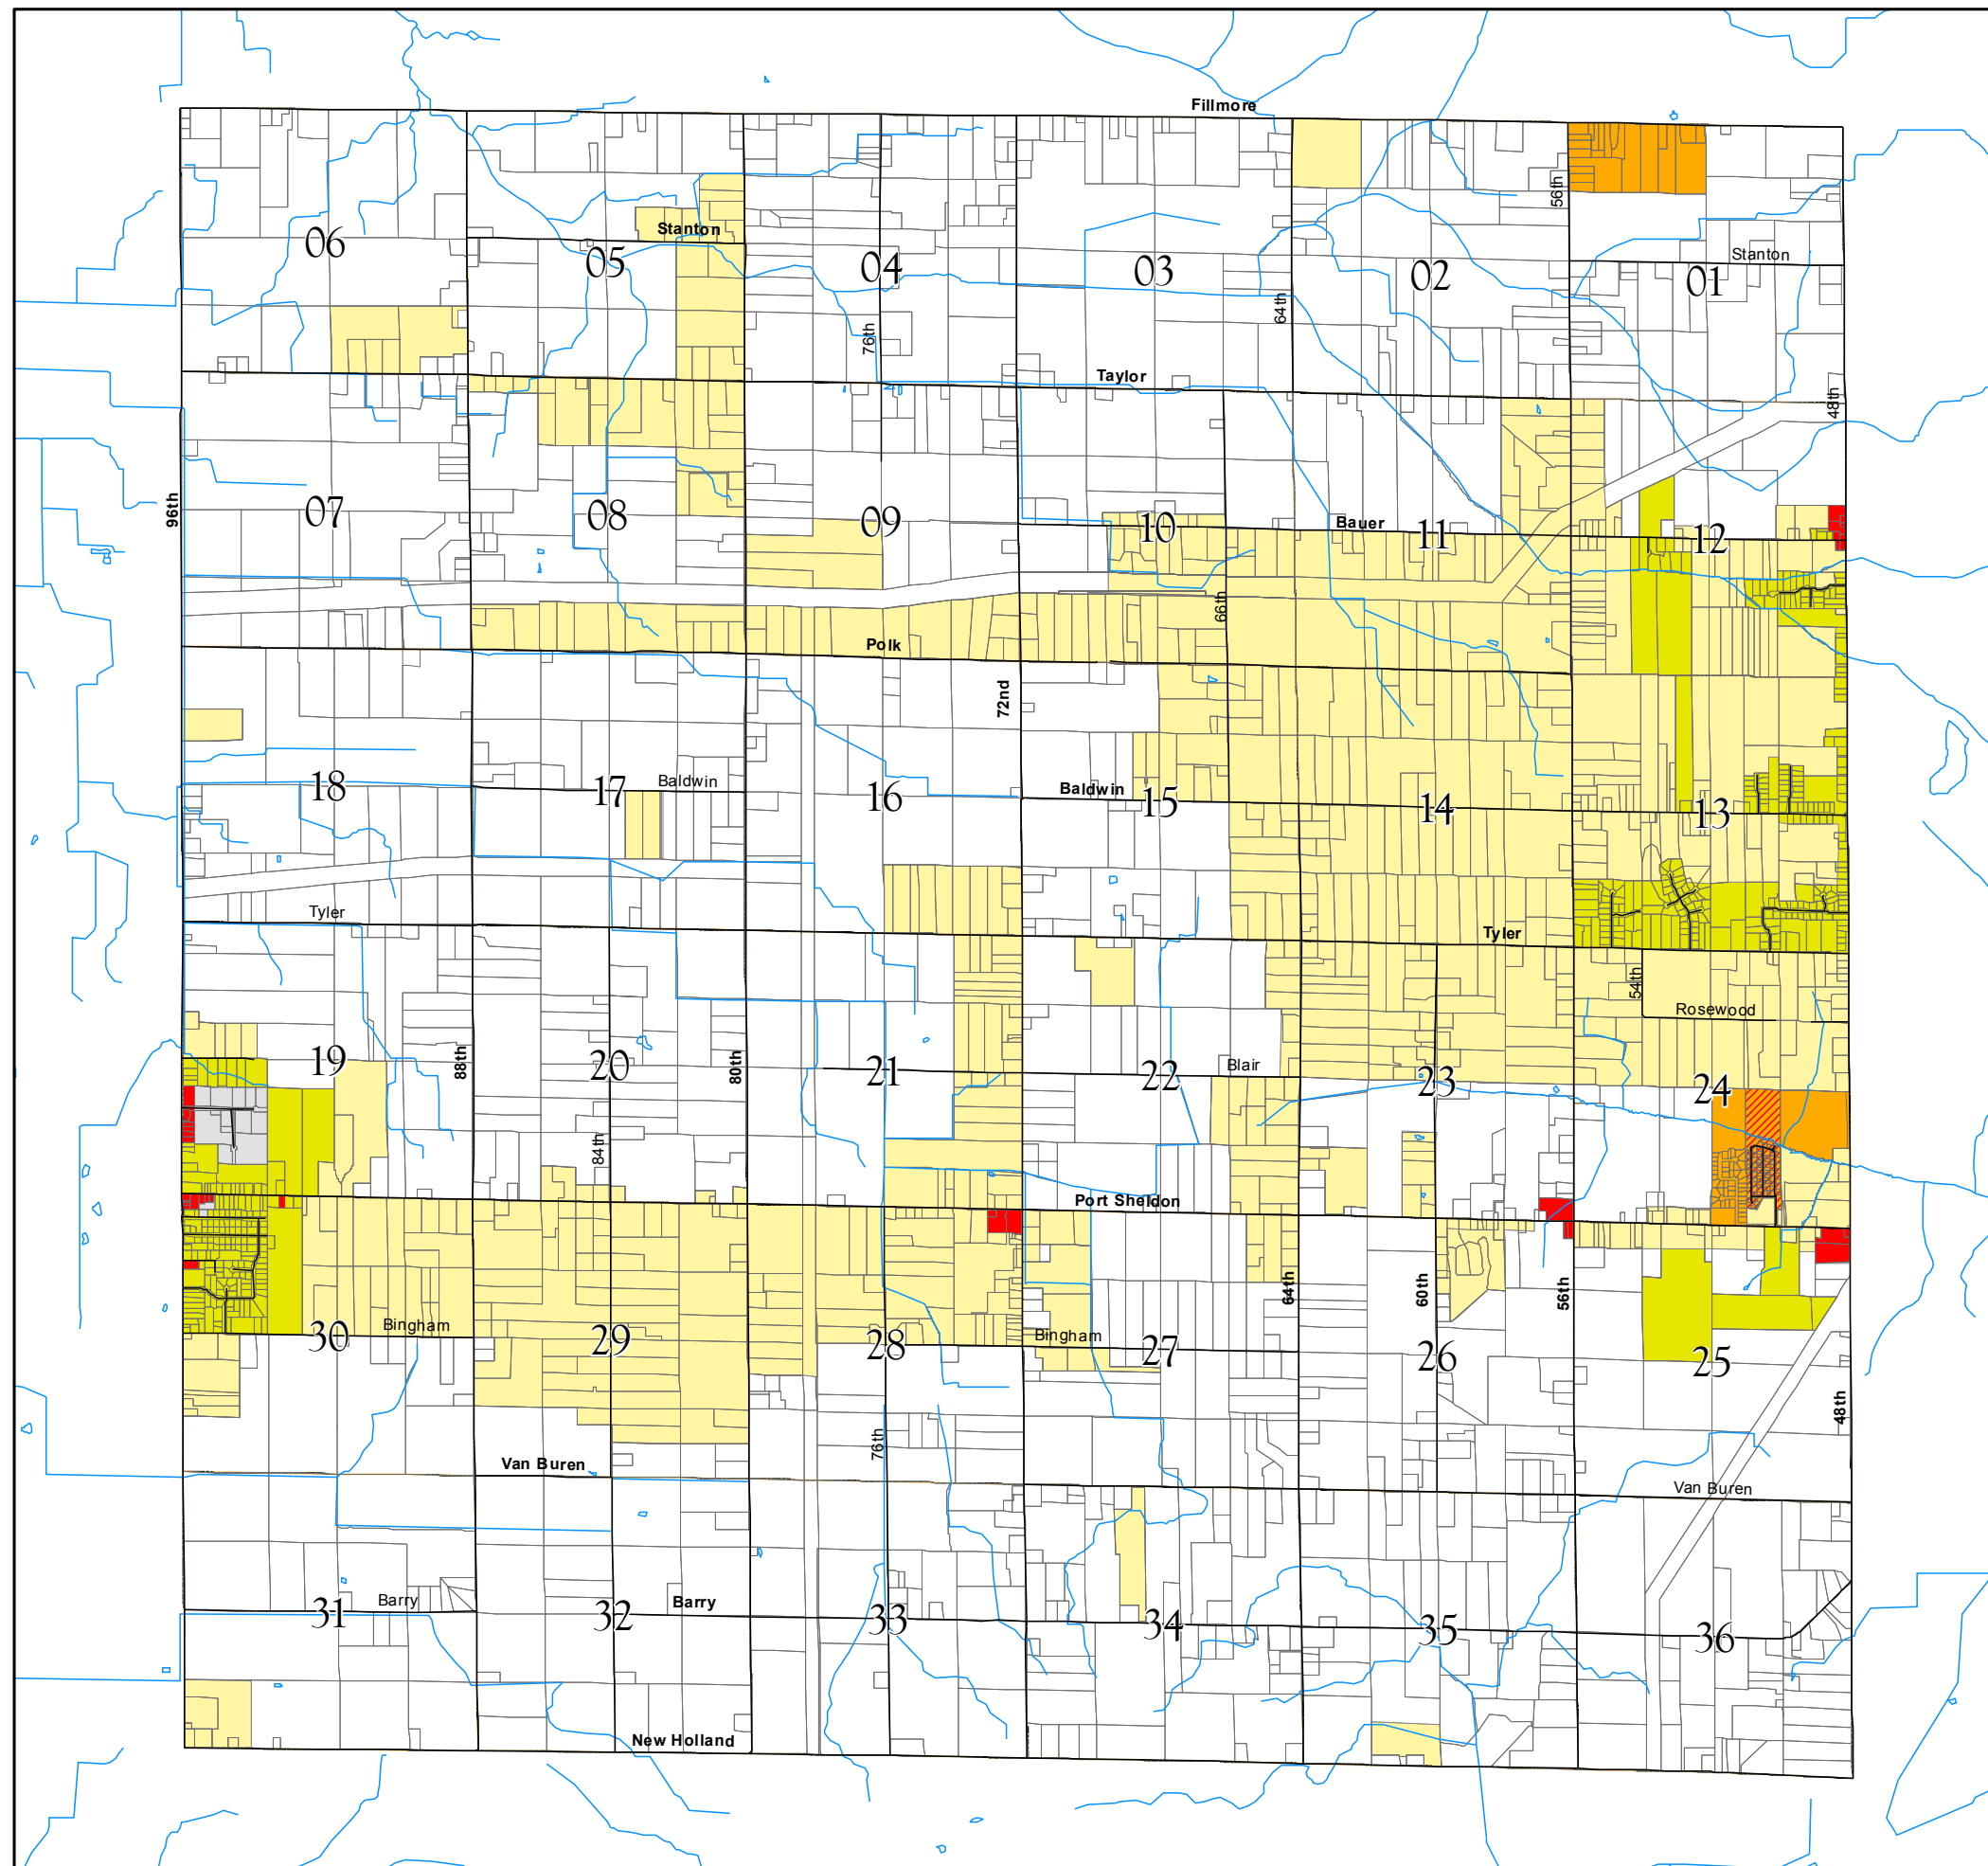 Fillmore
56th
06
Stanton
05
04
03
02
Stanton
01
64th
76th
Taylor
48th
96th
07
08
09
10
Bauer
11
12
66th
Polk
72nd
18
17
Baldwin
16
Baldwin
15
14
13
Tyler
Tyler
54th
Rosewood
19
88th
20
80th
21
22
Blair
23
24
84th
Port Sheldon
64th
60th
56th
30
Bingham
29
28
Bingham
27
26
25
48th
76th
Van Buren
Van Buren
31
Barry
32
Barry
33
34
35
36
New Holland